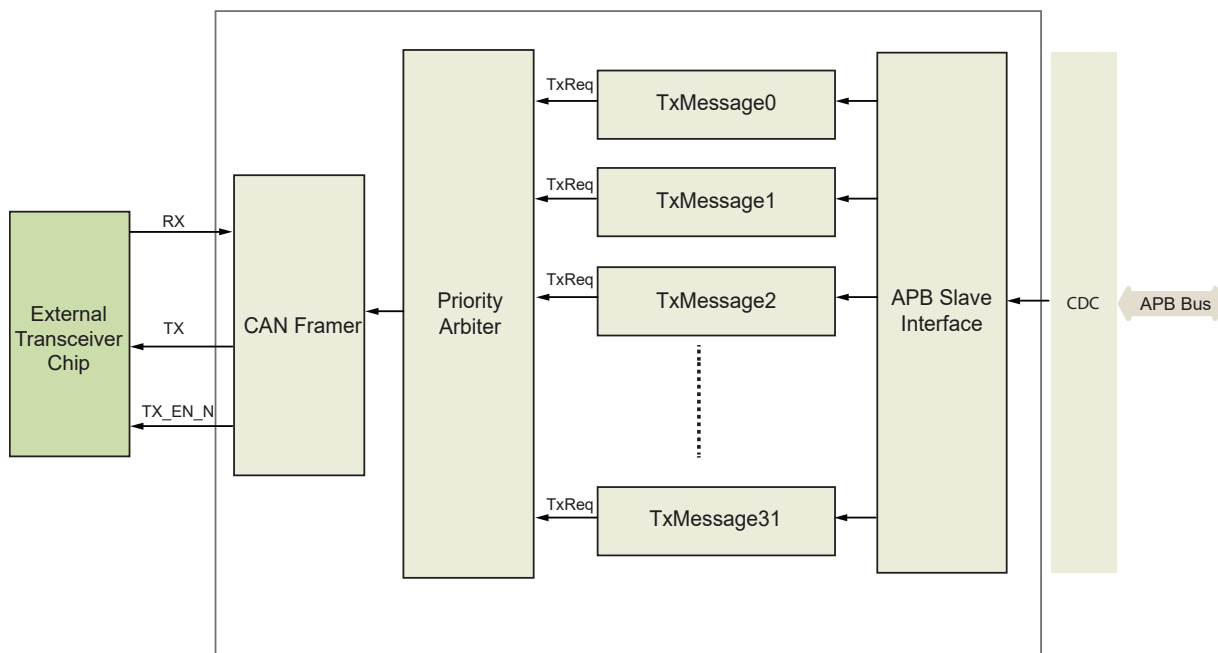 External
Transceiver
Chip
RX
TX
TX_EN_N
CAN Framer
Priority
Arbiter
TxReq
TxMessage0
TxReq
TxMessage1
TxReq
TxMessage2
TxReq
TxMessage31
APB Slave
Interface
CDC
APB Bus